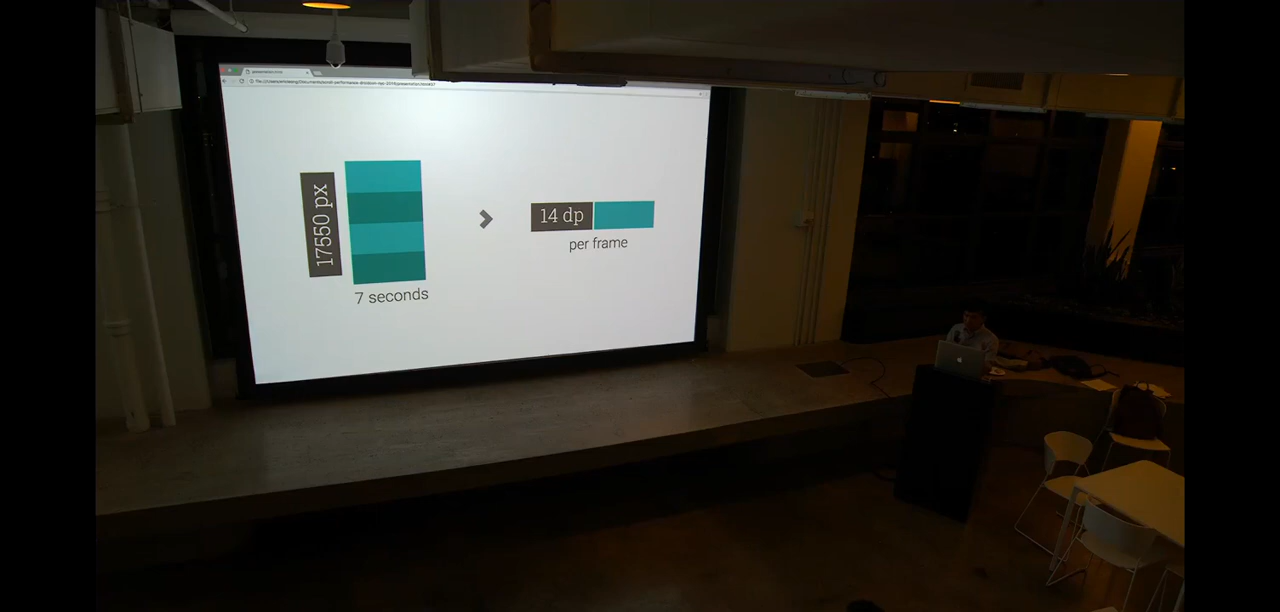 17550 px
7 seconds
14 dp
per frame